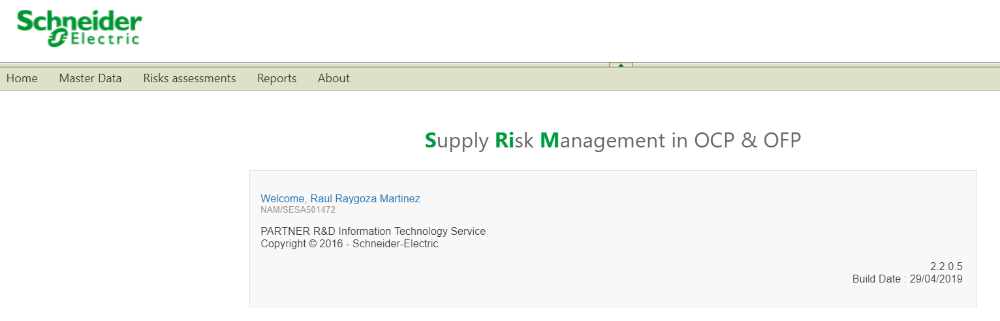 Schneider
Electric
Home Master Data Risks assessments Reports About
Supply Risk Management in OCP & OFP
Welcome, Raul Raygoza Martinez
NAM/SESA501472
PARTNER R&D Information Technology Service
Copyright © 2016 - Schneider-Electric
2.2.0.5
Build Date : 29/04/2019